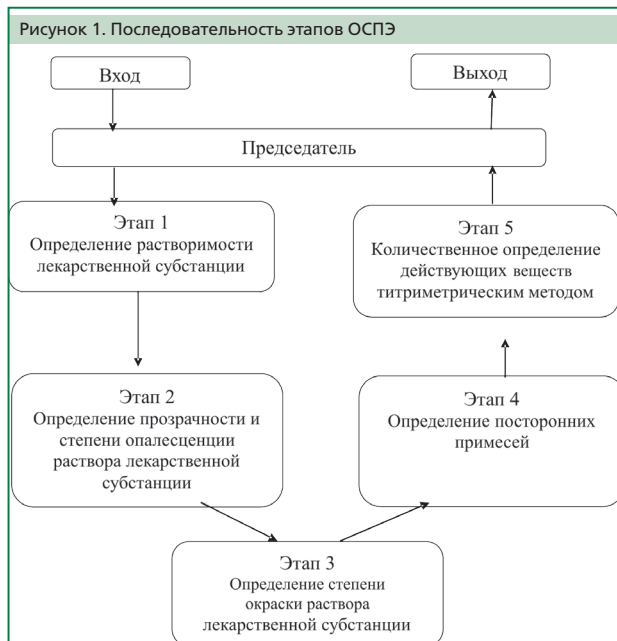 Рисунок 1. Последовательность этапов ОСПЭ
Вход
Выход
Председатель
Этап 1
Определение растворимости
лекарственной субстанции
Этап 5
Количественное определение
действующих веществ
титриметрическим методом
Этап 2
Определение прозрачности и
степени опалесценции
раствора лекарственной
субстанции
Этап 4
Определение посторонних
примесей
Этап 3
Определение степени
окраски раствора
лекарственной субстанции